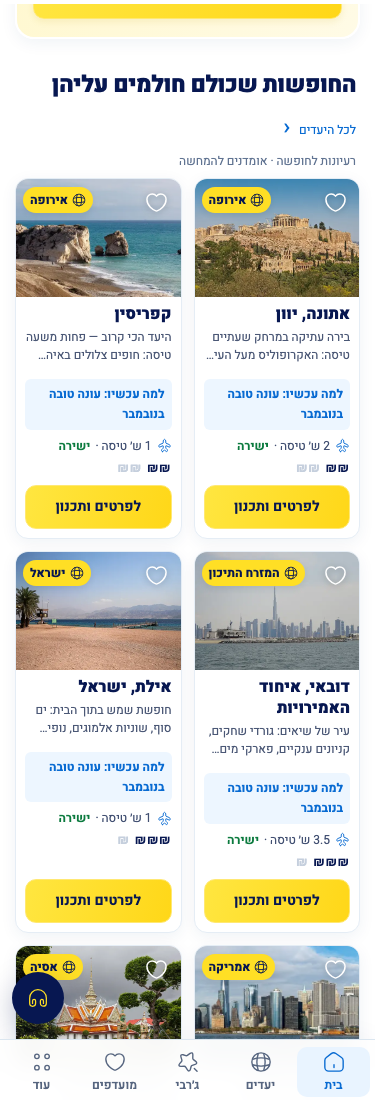 החופשות שכולם חולמים עליהן
לכל היעדים
רעיונות לחופשה · אומדנים להמחשה
אירופה
אתונה, יוון
בירה עתיקה במרחק שעתיים
טיסה: האקרופוליס מעל העי...
למה עכשיו: עונה טובה
בנובמבר
2 ש' טיסה · ישירה
₪₪ ₪₪
לפרטים ותכנון
אירופה
קפריסין
היעד הכי קרוב — פחות משעה
טיסה: חופים צלולים באיה...
למה עכשיו: עונה טובה
בנובמבר
1 ש' טיסה · ישירה
₪₪ ₪₪
לפרטים ותכנון
המזרח התיכון
דובאי, איחוד
האמירויות
עיר של שיאים: גורדי שחקים,
קניונים ענקיים, פארקי מים...
למה עכשיו: עונה טובה
בנובמבר
3.5 ש' טיסה · ישירה
₪₪₪ ₪
לפרטים ותכנון
ישראל
אילת, ישראל
חופשת שמש בתוך הבית: ים
סוף, שוניות אלמוגים, נופי...
למה עכשיו: עונה טובה
בנובמבר
1 ש' טיסה · ישירה
₪₪₪ ₪
לפרטים ותכנון
אמריקה
אסיה
בית
יעדים
ג'רבי
מועדפים
עוד